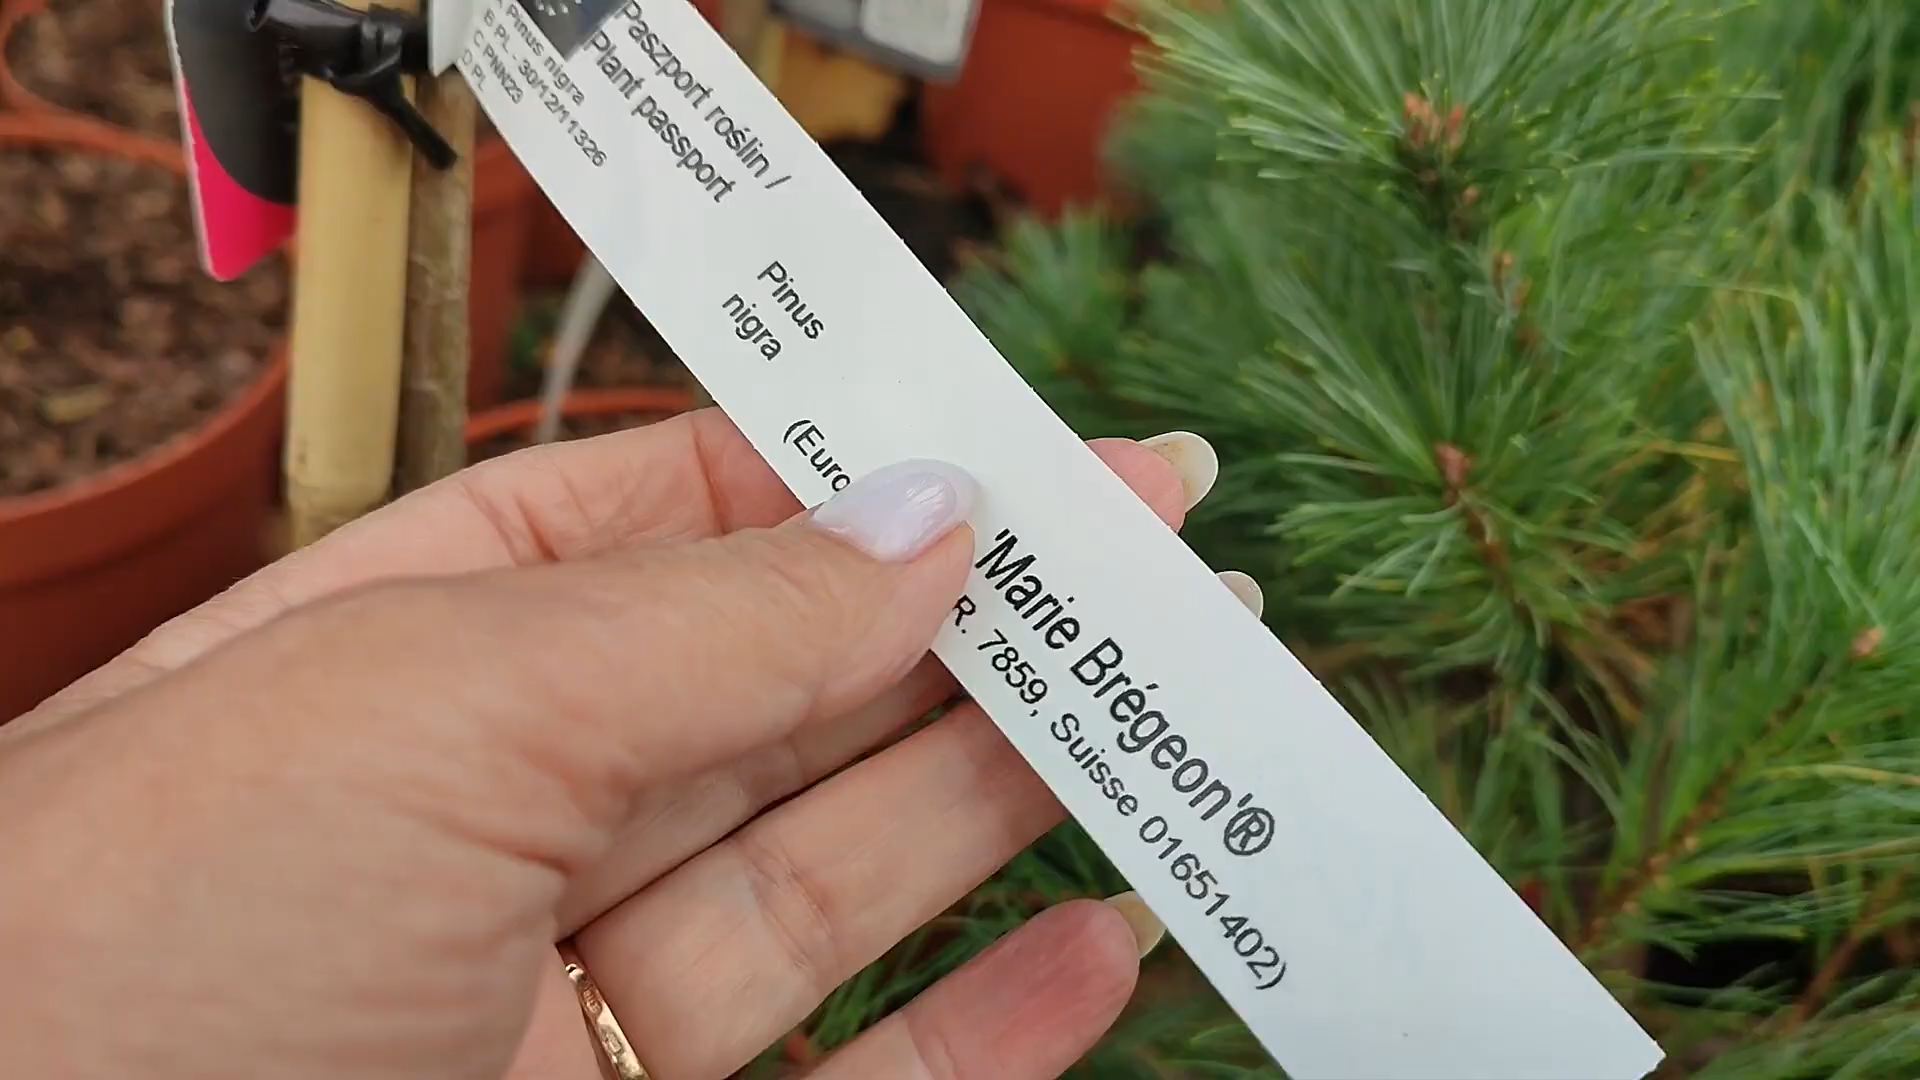 Paszport roślin /
Plant passport
A Pinus nigra
B PL - 30/12/11326
C PNN23
D PL
Pinus
nigra
'Marie Brégeon'®
(Euro
R. 7859, Suisse 01651402)